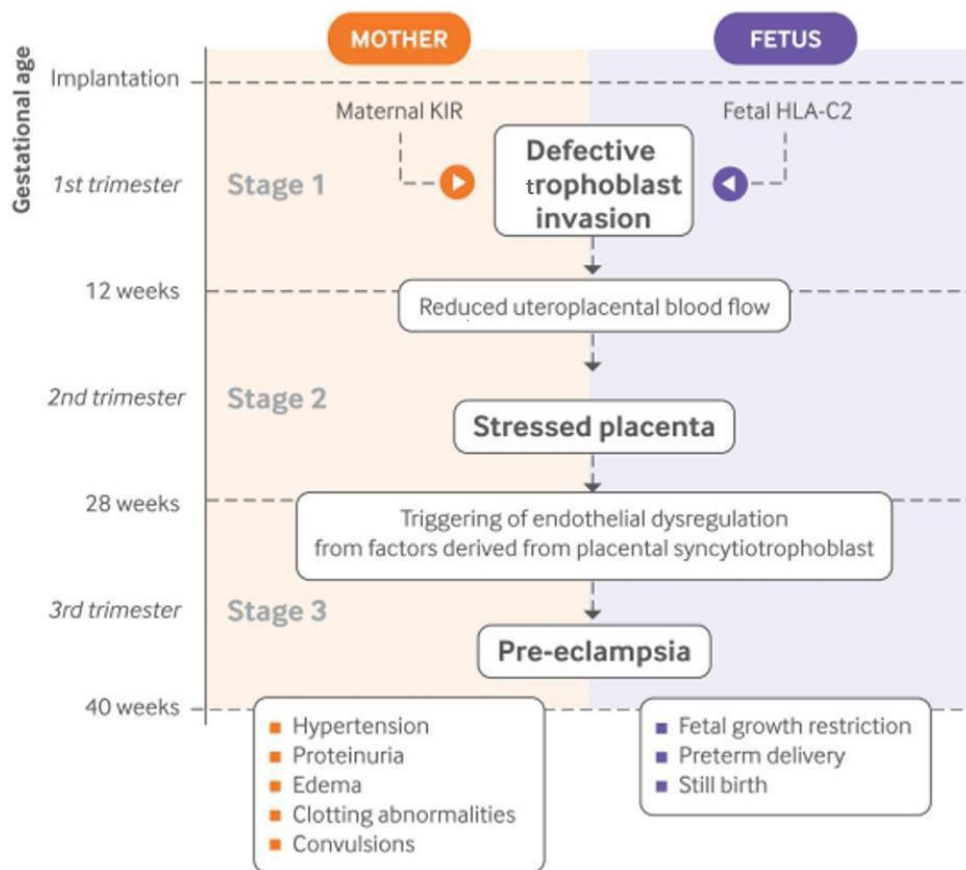 MOTHER
FETUS
Gestational age
Implantation
Maternal KIR
Fetal HLA-C2
1st trimester
Stage 1
Defective
trophoblast
invasion
12 weeks
Reduced uteroplacental blood flow
2nd trimester
Stage 2
Stressed placenta
28 weeks
Triggering of endothelial dysregulation
from factors derived from placental syncytiotrophoblast
3rd trimester
Stage 3
Pre-eclampsia
40 weeks
Hypertension
Proteinuria
Edema
Clotting abnormalities
Convulsions
Fetal growth restriction
Preterm delivery
Still birth